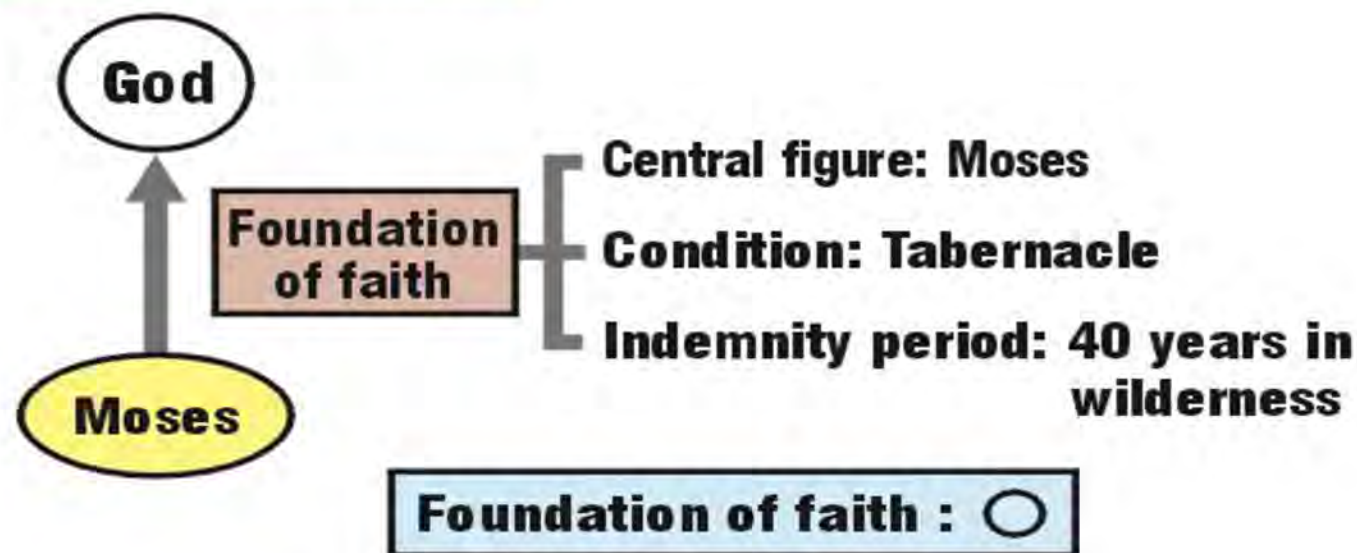 God
Foundation
of faith
Central figure: Moses
Condition: Tabernacle
Indemnity period: 40 years in
wilderness
Moses
Foundation of faith : ○